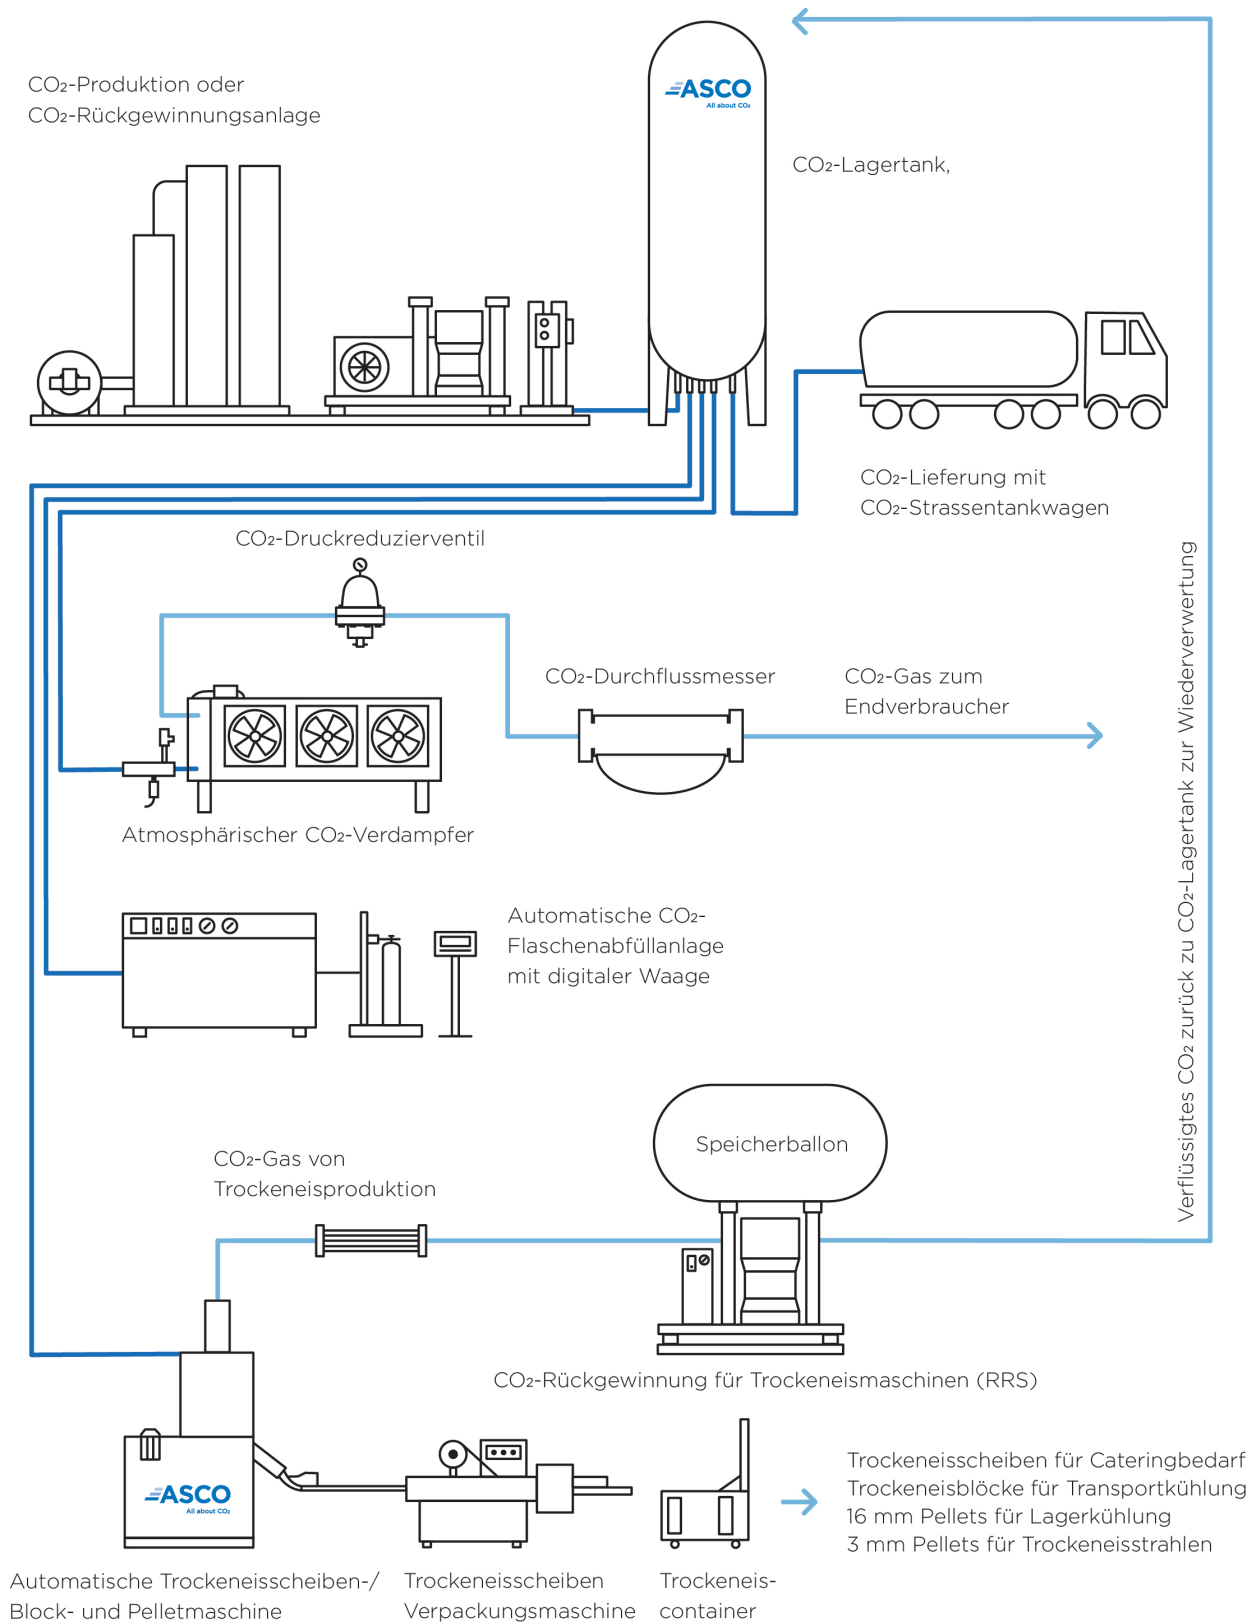 CO₂-Produktion oder
CO₂-Rückgewinnungsanlage
ASCO
All about CO₂
CO₂-Lagertank,
CO₂-Lieferung mit
CO₂-Strassentankwagen
CO₂-Druckreduzierventil
CO₂-Durchflussmesser
CO₂-Gas zum
Endverbraucher
Atmosphärischer CO₂-Verdampfer
Automatische CO₂-
Flaschenabfüllanlage
mit digitaler Waage
Verflüssigtes CO₂ zurück zu CO₂-Lagertank zur Wiederverwertung
Speicherballon
CO₂-Gas von
Trockeneisproduktion
CO₂-Rückgewinnung für Trockeneismaschinen (RRS)
ASCO
All about CO₂
Trockeneisscheiben für Cateringbedarf
Trockeneisblöcke für Transportkühlung
16 mm Pellets für Lagerkühlung
3 mm Pellets für Trockeneisstrahlen
Automatische Trockeneisscheiben-/
Block- und Pelletmaschine
Trockeneisscheiben
Verpackungsmaschine
Trockeneis-
container